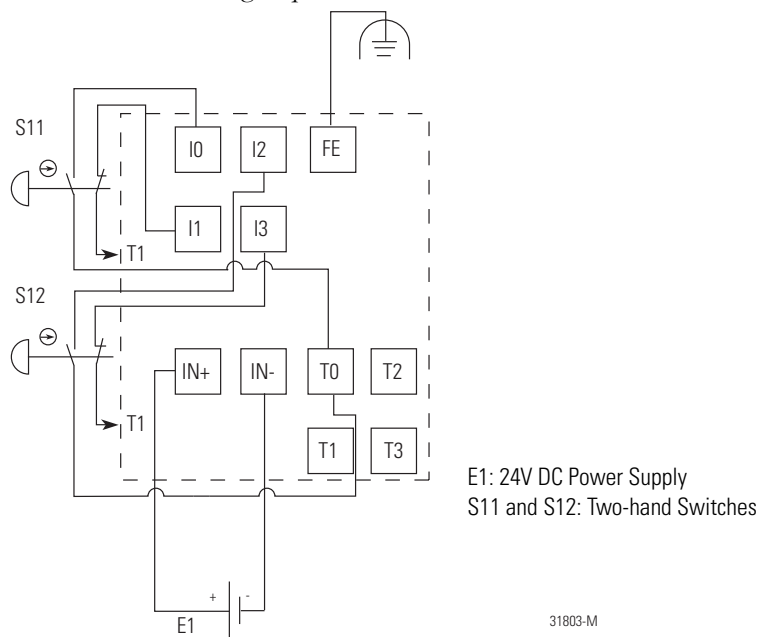 S11
I0
I2
FE
I1
I3
T1
S12
IN+
IN-
T0
T2
T1
T1
T3
E1: 24V DC Power Supply
S11 and S12: Two-hand Switches
+
-
E1
31803-M